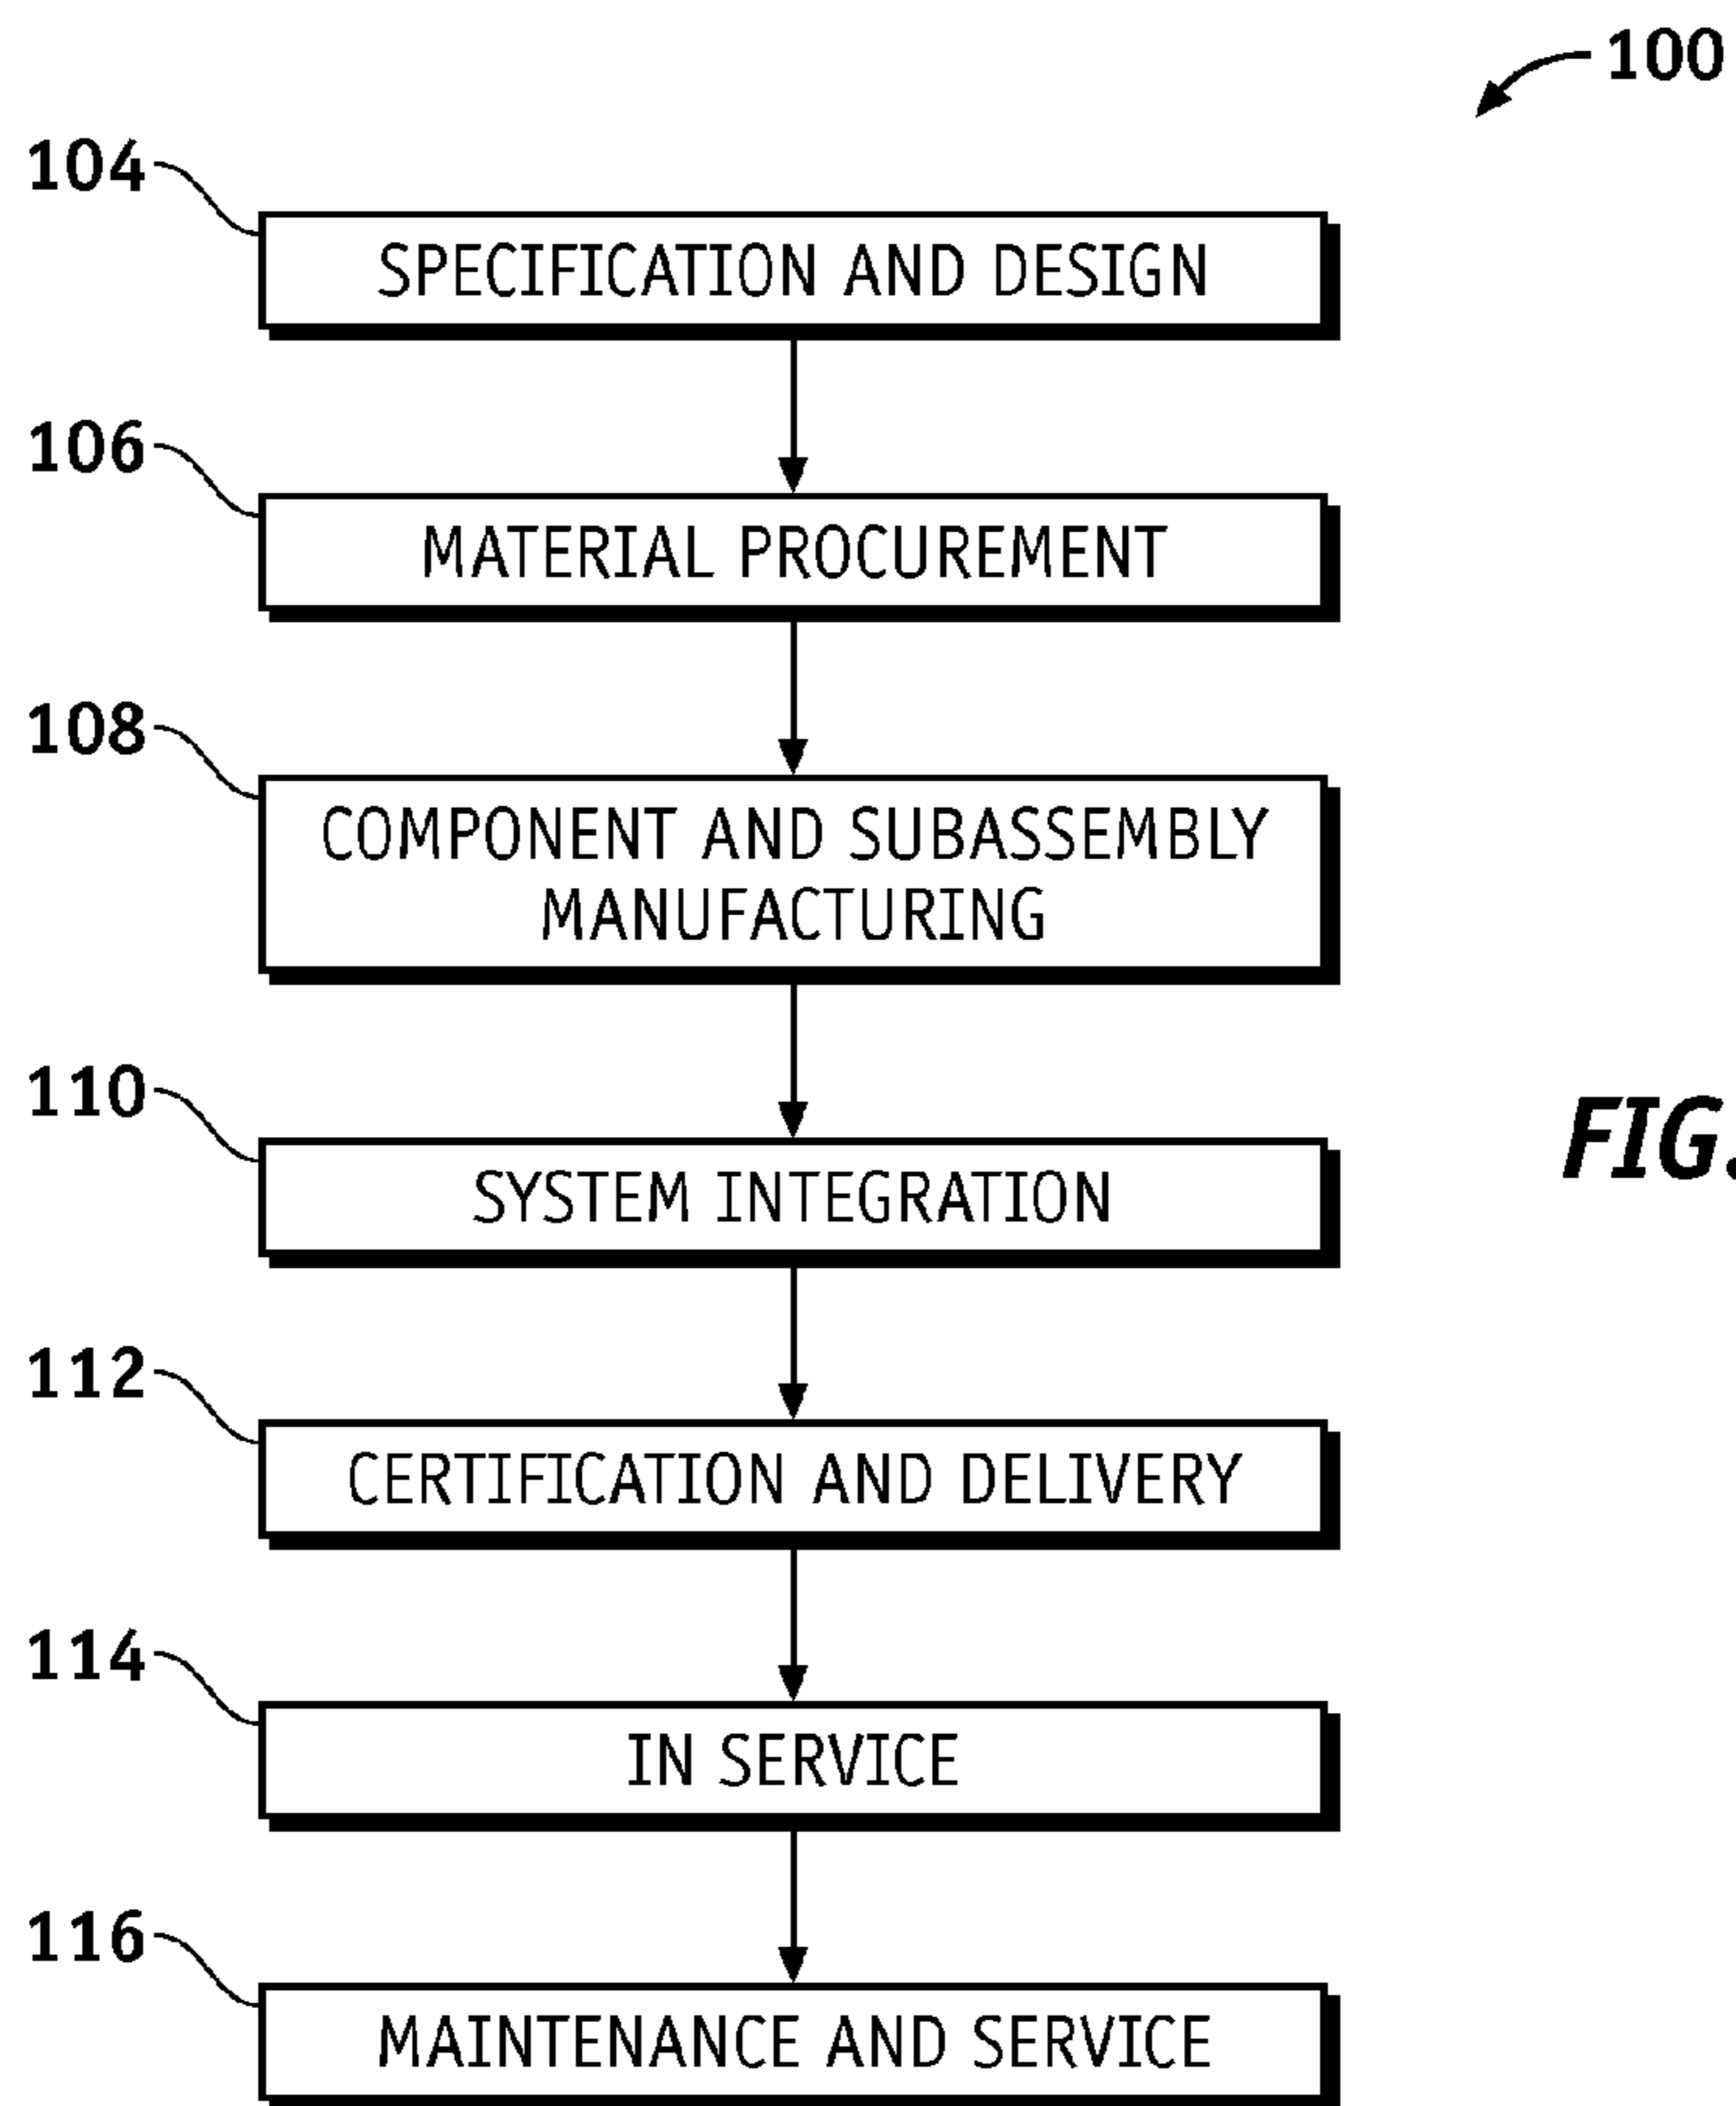 100
104
SPECIFICATION AND DESIGN
106
MATERIAL PROCUREMENT
108
COMPONENT AND SUBASSEMBLY
MANUFACTURING
110
SYSTEM INTEGRATION
FIG.
112
CERTIFICATION AND DELIVERY
114
IN SERVICE
116
MAINTENANCE AND SERVICE